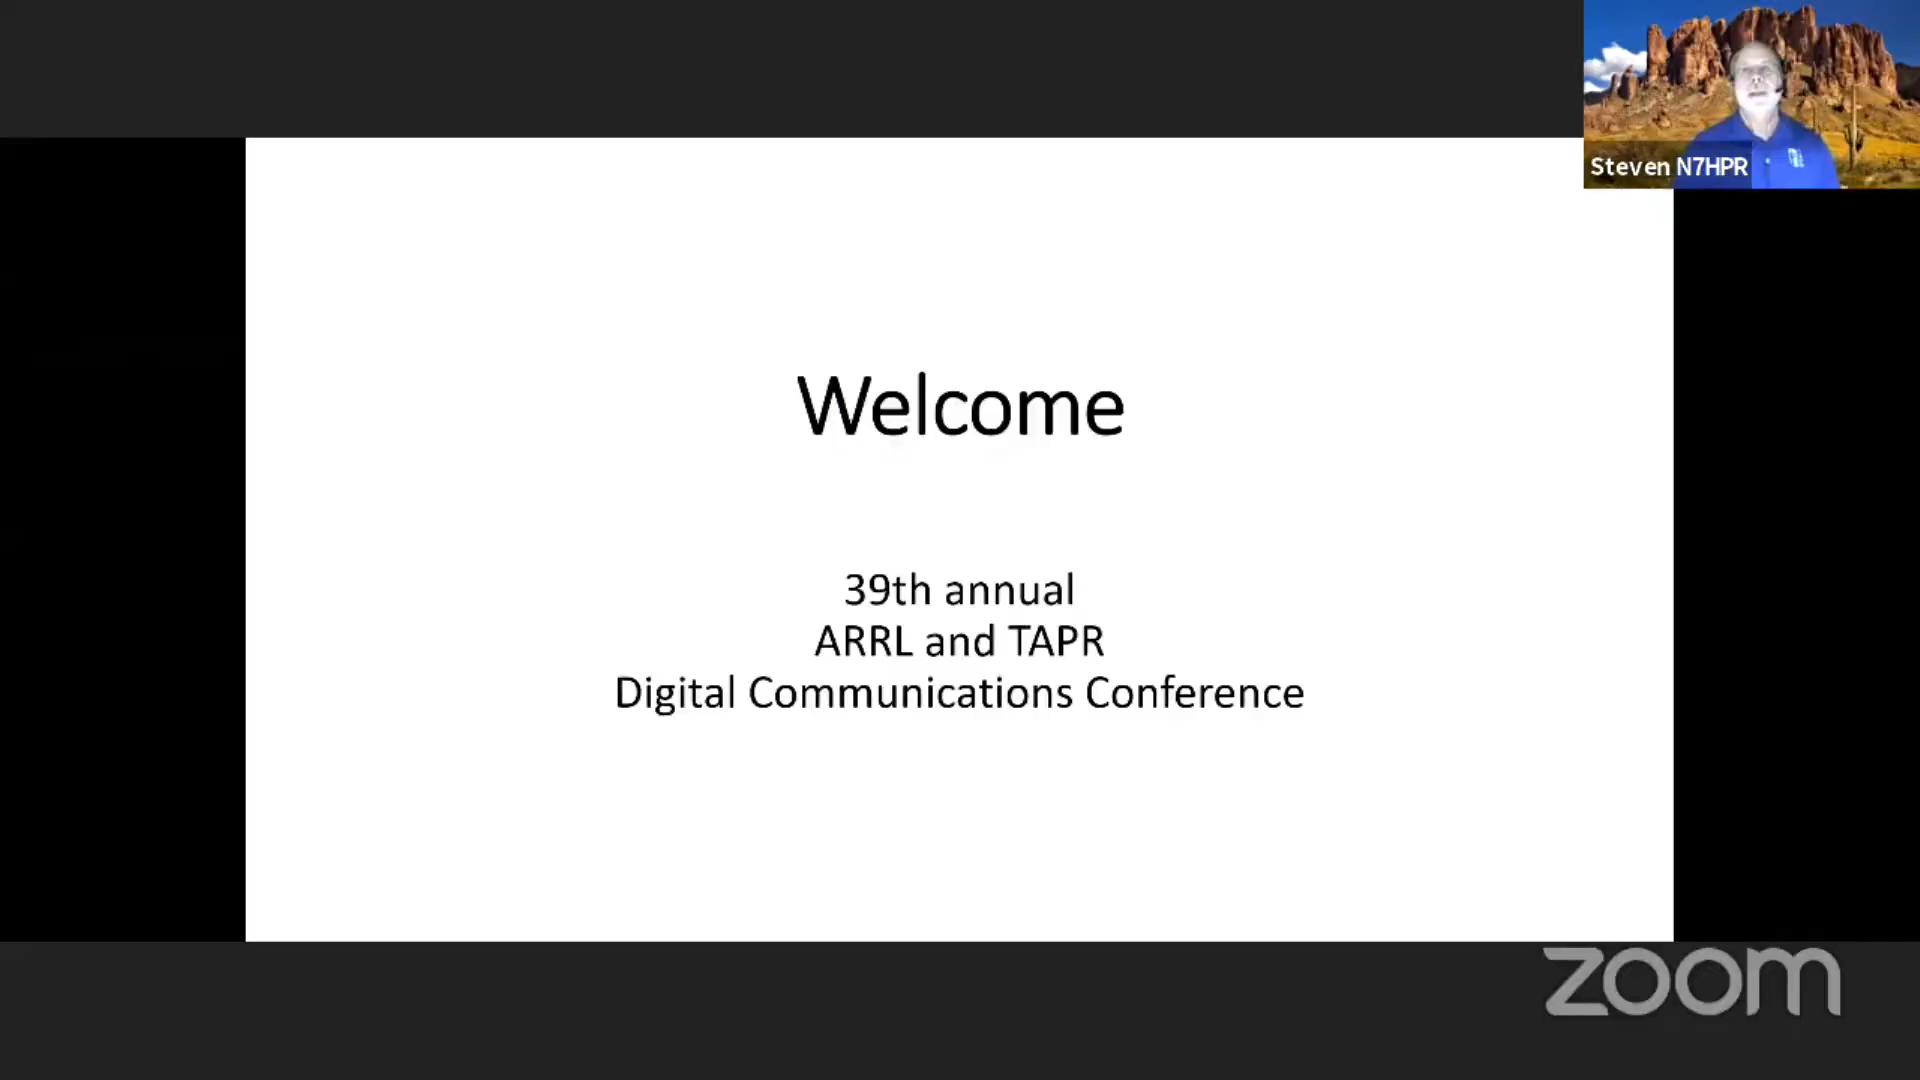 Steven N7HPR
Welcome
39th annual
ARRL and TAPR
Digital Communications Conference
zoom